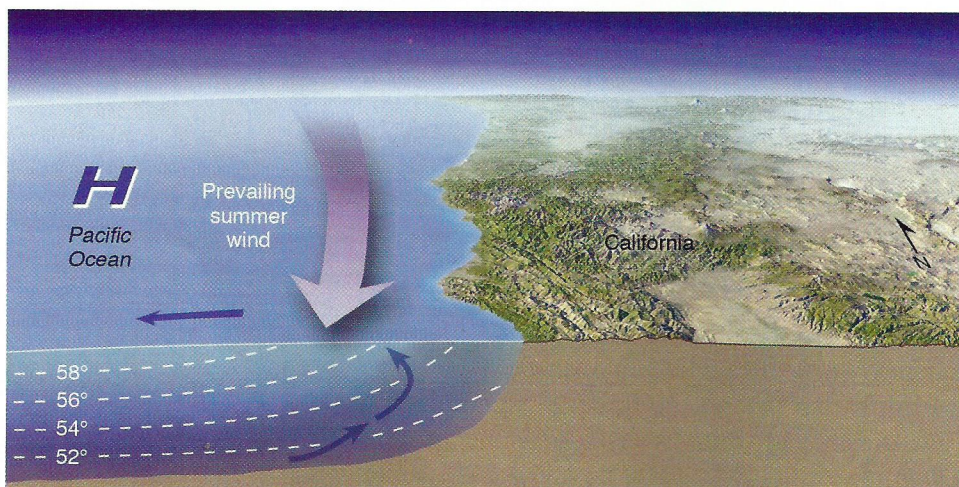 H
Pacific
Ocean
Prevailing
summer
wind
California
N
58°
56°
54°
52°